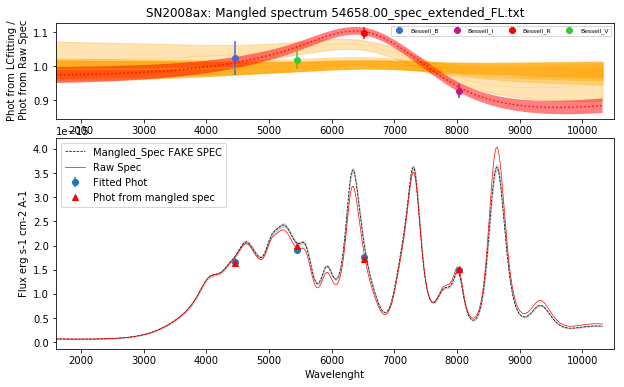 SN2008ax: Mangled spectrum 54658.00_spec_extended_FL.txt
Phot from LCfitting /
Phot from Raw Spec
1.1
1.0
0.9
Bessell_B
Bessell_I
Bessell_R
Bessell_V
2000 3000 4000 5000 6000 7000 8000 9000 10000
Flux erg s-1 cm-2 A-1
4.0
3.5
3.0
2.5
2.0
1.5
1.0
0.5
0.0
Mangled_Spec FAKE SPEC
Raw Spec
Fitted Phot
Phot from mangled spec
2000 3000 4000 5000 6000 7000 8000 9000 10000
Wavelenght